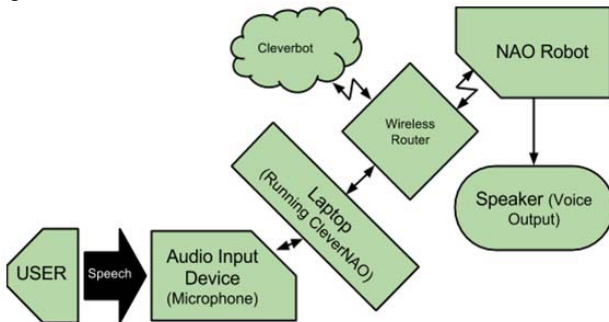 Cleverbot
NAO Robot
Wireless
Router
Laptop
(Running CleverNAO)
Speaker (Voice
Output)
USER
Speech
Audio Input
Device
(Microphone)